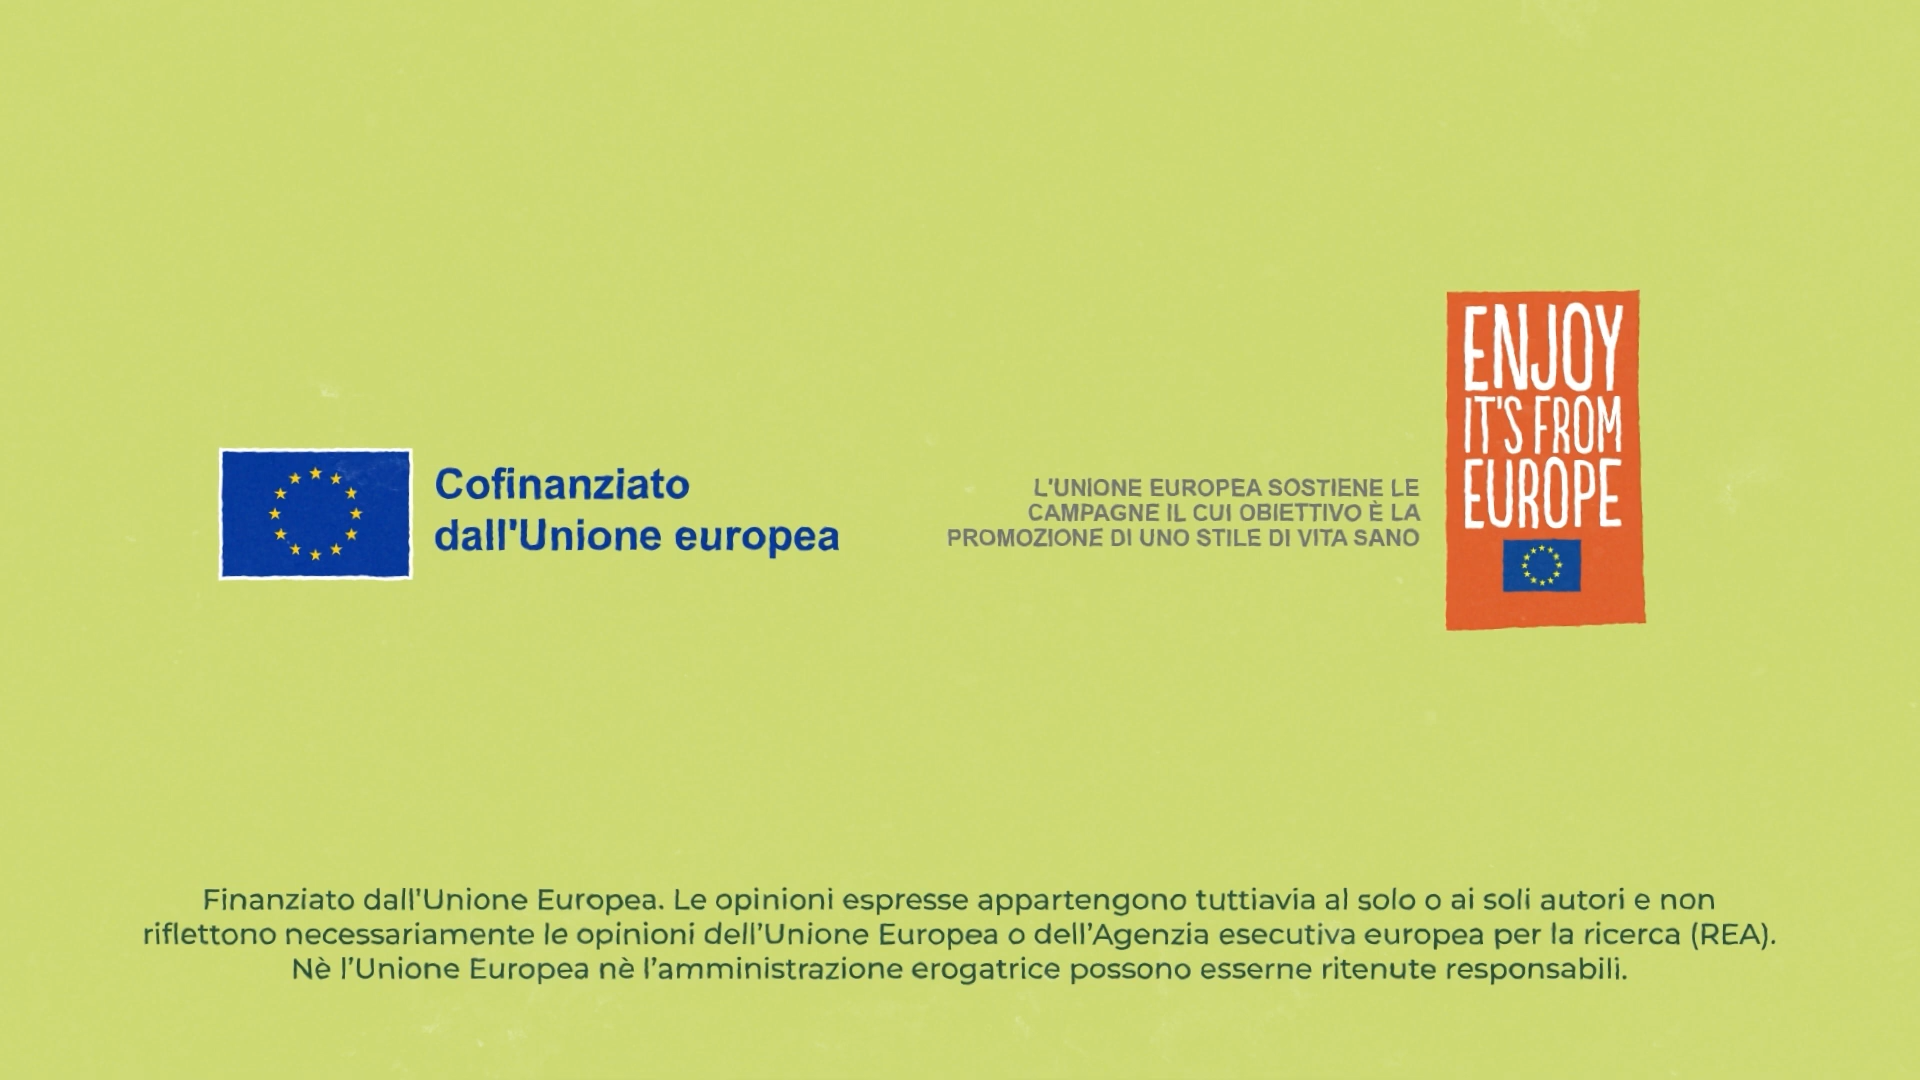 Cofinanziato
dall'Unione europea
L'UNIONE EUROPEA SOSTIENE LE
CAMPAGNE IL CUI OBIETTIVO È LA
PROMOZIONE DI UNO STILE DI VITA SANO
ENJOY
IT'S FROM
EUROPE
Finanziato dall'Unione Europea. Le opinioni espresse appartengono tuttiavia al solo o ai soli autori e non
riflettono necessariamente le opinioni dell’Unione Europea o dell’Agenzia esecutiva europea per la ricerca (REA).
Nè l’Unione Europea nè l’amministrazione erogatrice possono esserne ritenute responsabili.